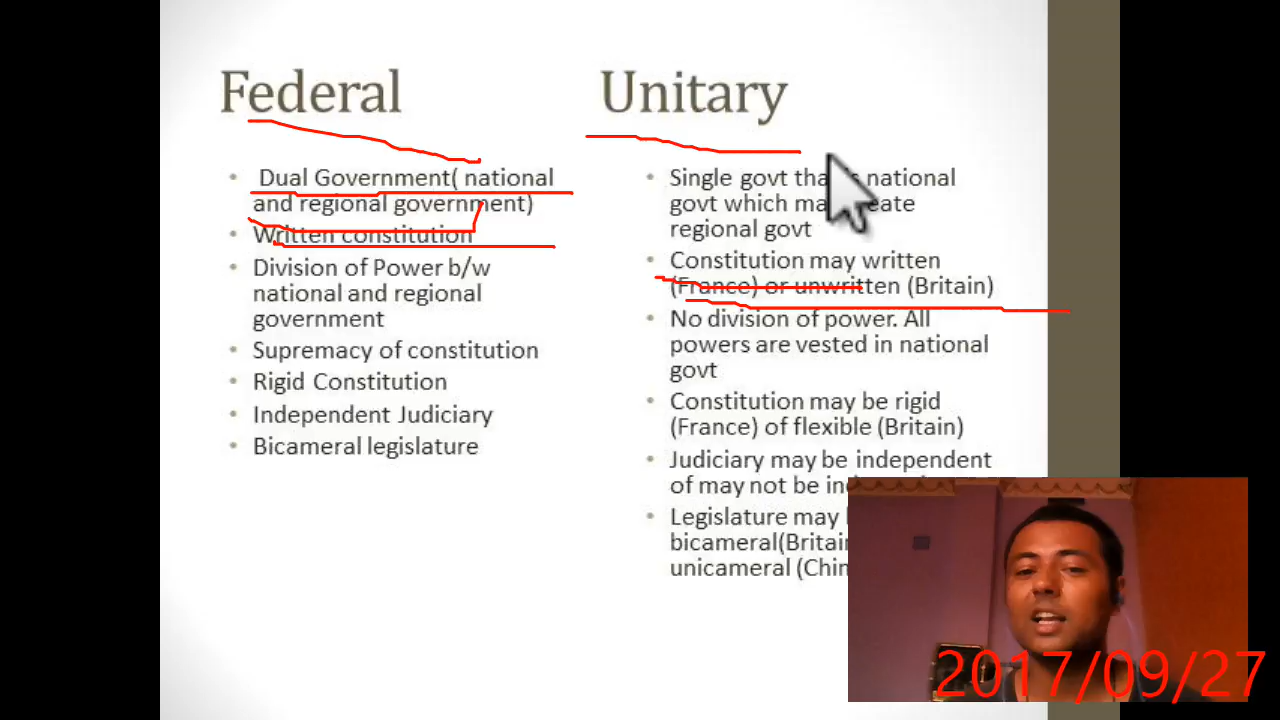 Federal
Dual Government( national
and regional government)
Written constitution
Division of Power b/w
national and regional
government
Supremacy of constitution
Rigid Constitution
Independent Judiciary
Bicameral legislature
Unitary
Single govt national
govt which
regional govt
Constitution may written
(France) or unwritten (Britain)
No division of power. All
powers are vested in national
govt
Constitution may be rigid
(France) of flexible (Britain)
Judiciary may be independent
of may not be
Legislature may
2017/09/27